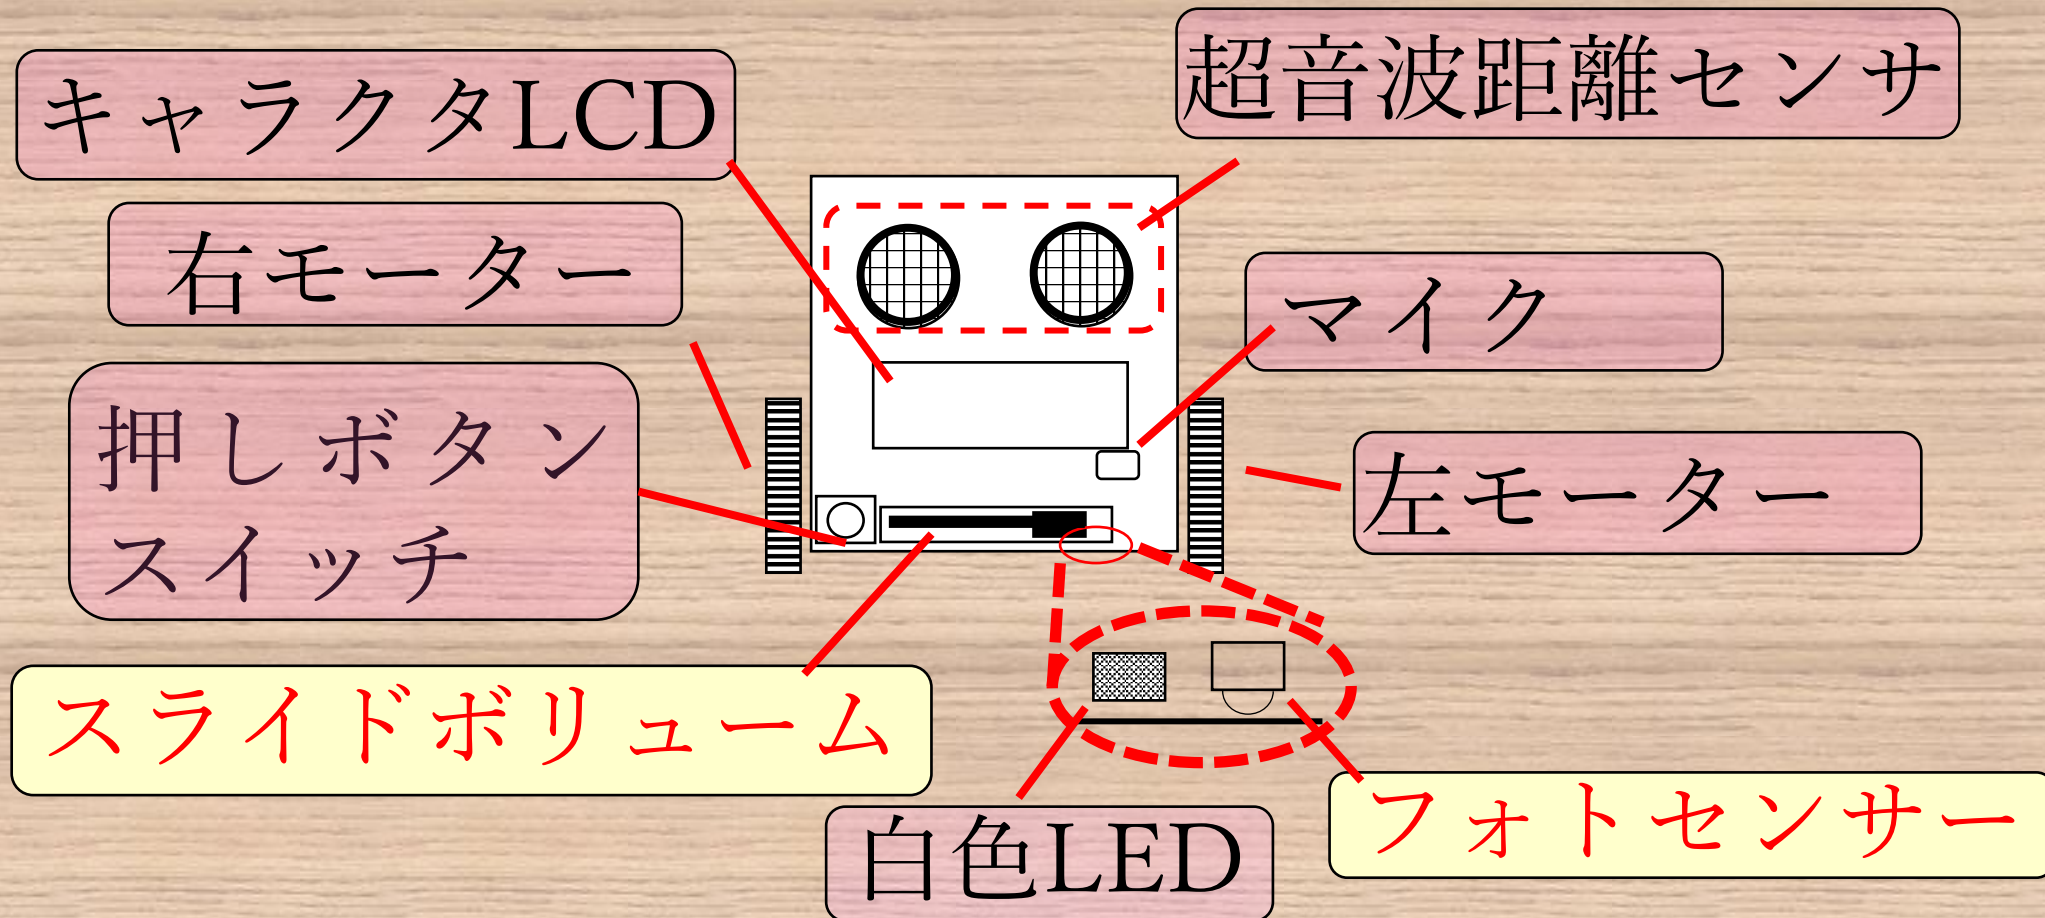 キャラクタLCD
超音波距離センサ
右モーター
マイク
押しボタン
スイッチ
左モーター
スライドボリューム
フォトセンサー
白色LED